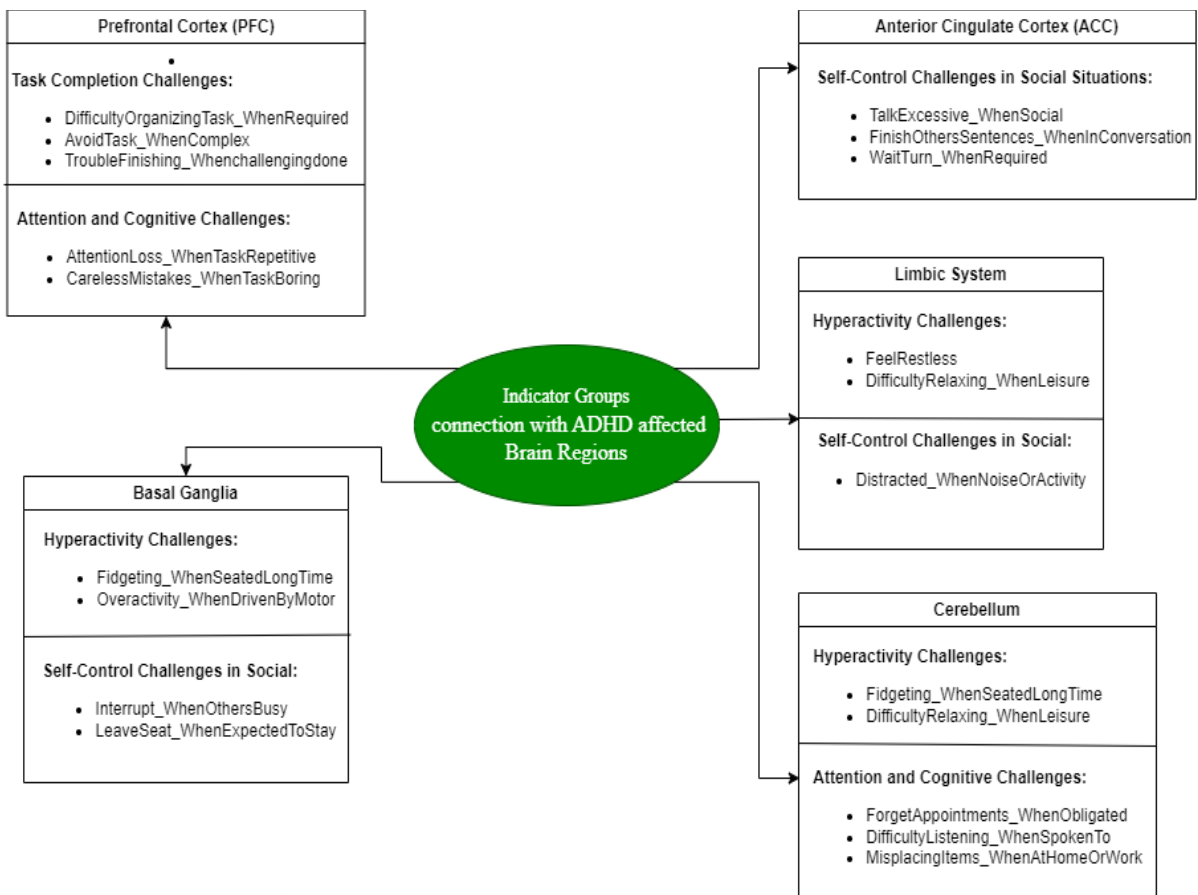 Prefrontal Cortex (PFC)
Task Completion Challenges:
DifficultyOrganizingTask_WhenRequired
AvoidTask_WhenComplex
TroubleFinishing_Whenchallengingdone
Attention and Cognitive Challenges:
AttentionLoss_WhenTaskRepetitive
CarelessMistakes_WhenTaskBoring
Anterior Cingulate Cortex (ACC)
Self-Control Challenges in Social Situations:
TalkExcessive_WhenSocial
FinishOthersSentences_WhenInConversation
WaitTurn_WhenRequired
Limbic System
Hyperactivity Challenges:
FeelRestless
DifficultyRelaxing_WhenLeisure
Self-Control Challenges in Social:
Distracted_WhenNoiseOrActivity
Indicator Groups
connection with ADHD affected
Brain Regions
Basal Ganglia
Hyperactivity Challenges:
Fidgeting_WhenSeatedLongTime
Overactivity_WhenDrivenByMotor
Self-Control Challenges in Social:
Interrupt_WhenOthersBusy
LeaveSeat_WhenExpectedToStay
Cerebellum
Hyperactivity Challenges:
Fidgeting_WhenSeatedLongTime
DifficultyRelaxing_WhenLeisure
Attention and Cognitive Challenges:
ForgetAppointments_WhenObligated
DifficultyListening_WhenSpokenTo
MisplacingItems_WhenAtHomeOrWork